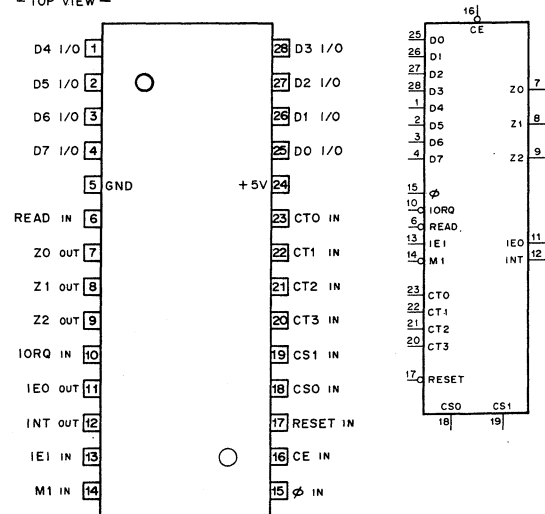 - TOP VIEW -
D4 I/O 1
D5 I/O 2
D6 I/O 3
D7 I/O 4
5 GND
READ IN 6
Z0 OUT 7
Z1 OUT 8
Z2 OUT 9
IORQ IN 10
IEO OUT 11
INT OUT 12
IEI IN 13
M1 IN 14
28 D3 I/O
27 D2 I/O
26 D1 I/O
25 D0 I/O
+5V 24
23 CT0 IN
22 CT1 IN
21 CT2 IN
20 CT3 IN
19 CS1 IN
18 CS0 IN
17 RESET IN
16 CE IN
15 ϕ IN
16
CE
25 D0
26 D1
27 D2
28 D3
1 D4
2 D5
3 D6
4 D7
15 ϕ
10 IORQ
6 READ
13 IEI
14 M1
23 CT0
22 CT1
21 CT2
20 CT3
17 RESET
Z0 7
Z1 8
Z2 9
IEO 11
INT 12
CS0 CS1
18 19